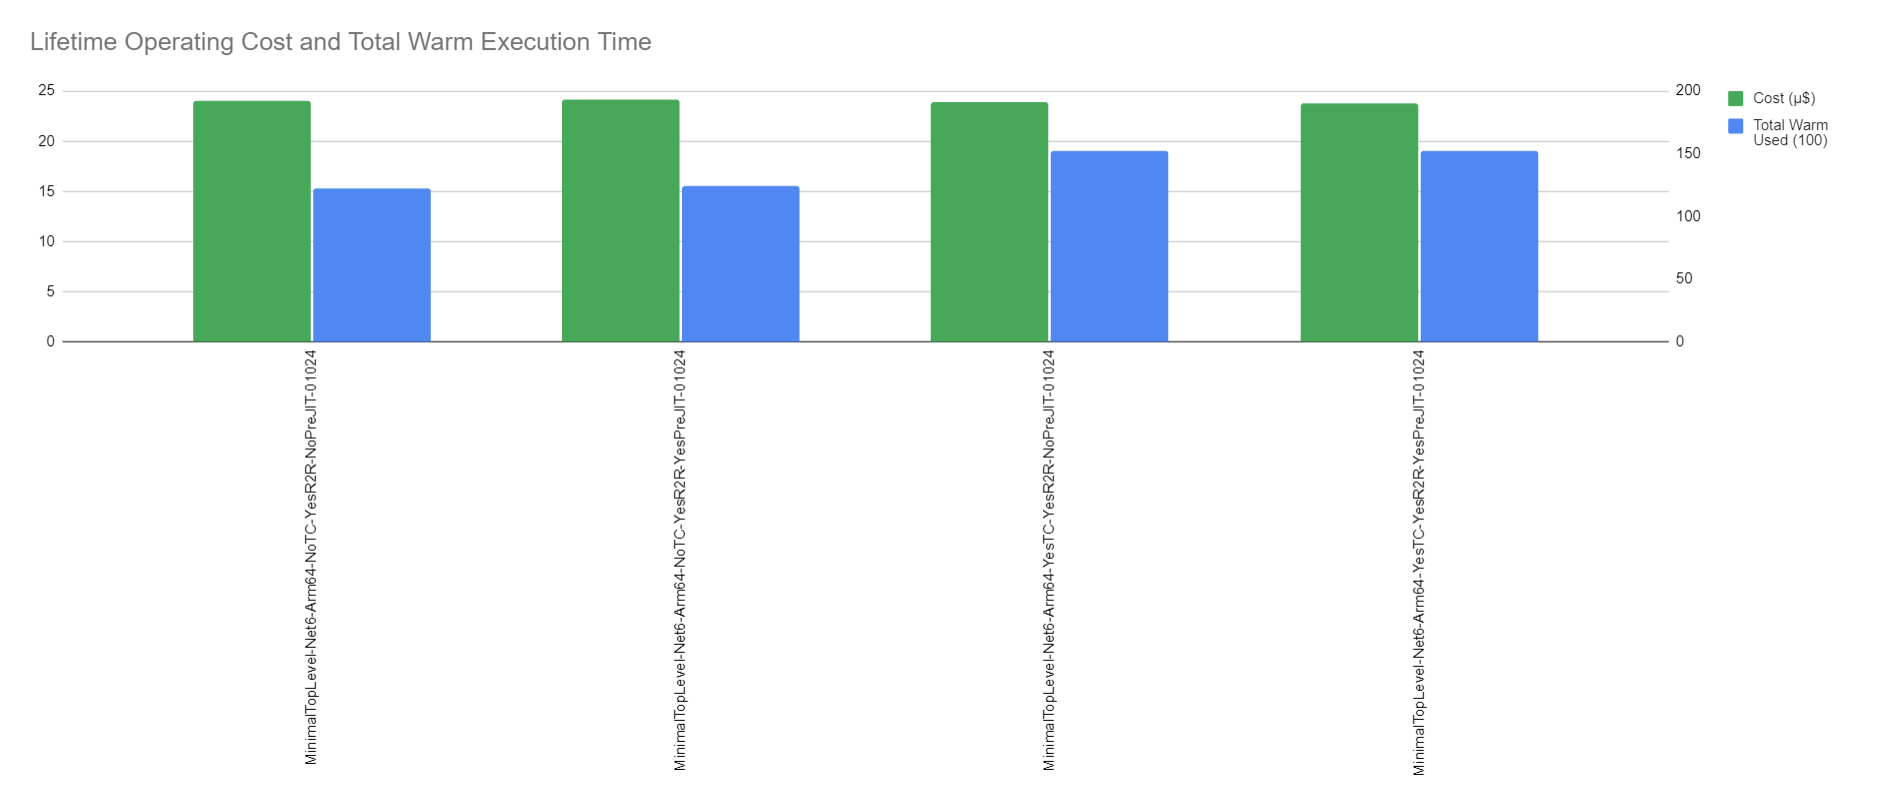 Lifetime Operating Cost and Total Warm Execution Time
25
20
15
10
5
0
200
150
100
50
0
Cost (µ$)
Total Warm
Used (100)
MinimalTopLevel-Net6-Arm64-NoTC-YesR2R-NoPreJIT-01024
MinimalTopLevel-Net6-Arm64-NoTC-YesR2R-YesPreJIT-01024
MinimalTopLevel-Net6-Arm64-YesTC-YesR2R-NoPreJIT-01024
MinimalTopLevel-Net6-Arm64-YesTC-YesR2R-YesPreJIT-01024